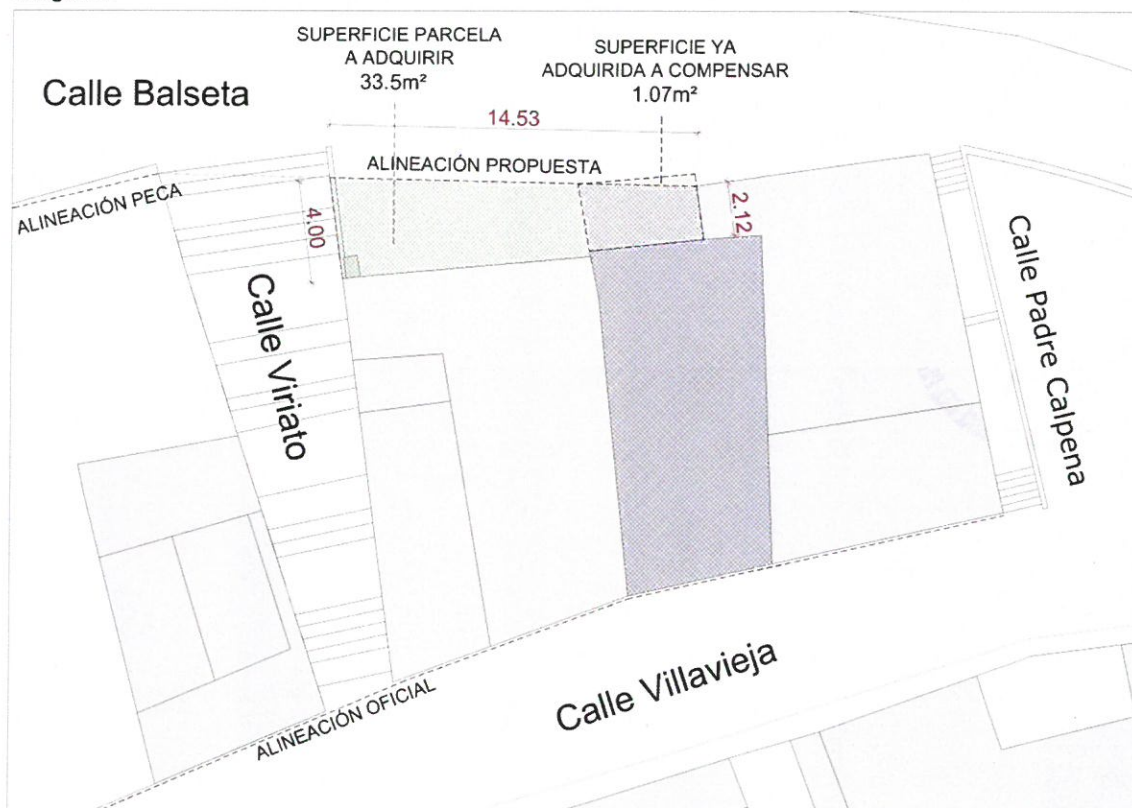 SUPERFICIE PARCELA
A ADQUIRIR
33.5m²
SUPERFICIE YA
ADQUIRIDA A COMPENSAR
1.07m²
Calle Balseta
14.53
ALINEACIÓN PROPUESTA
ALINEACIÓN PECA
4.00
2.12
Calle Viriato
Calle Padre Calpena
Calle Villavieja
ALINEACIÓN OFICIAL